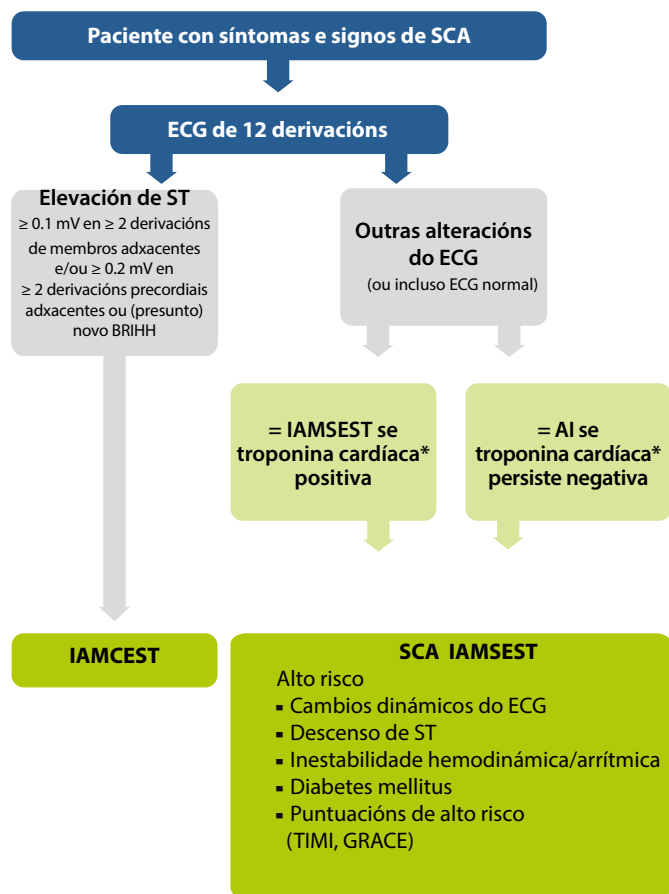 Paciente con síntomas e signos de SCA
ECG de 12 derivacións
Elevación de ST
≥ 0.1 mV en ≥ 2 derivacións
de membros adxacentes
e/ou ≥ 0.2 mV en
≥ 2 derivacións precordiais
adxacentes ou (presunto)
novo BRIHH
Outras alteracións
do ECG
(ou incluso ECG normal)
= IAMSEST se
troponina cardíaca*
positiva
= AI se
troponina cardíaca*
persiste negativa
IAMCEST
SCA IAMSEST
Alto risco
▪ Cambios dinámicos do ECG
▪ Descenso de ST
▪ Inestabilidade hemodinámica/arrítmica
▪ Diabetes mellitus
▪ Puntuacións de alto risco
(TIMI, GRACE)